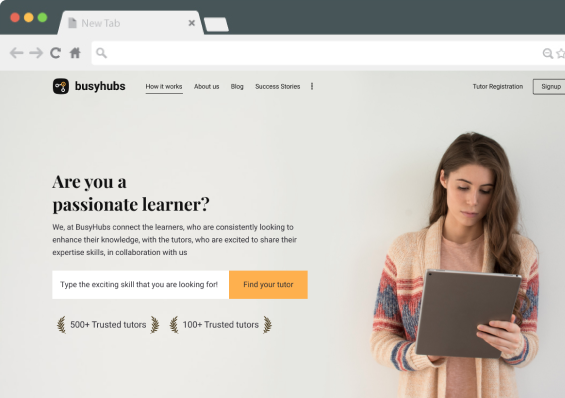 New Tab
busyhubs
How it works
About us
Blog
Success Stories
Tutor Registration
Signup
Are you a
passionate learner?
We, at BusyHubs connect the learners, who are consistently looking to
enhance their knowledge, with the tutors, who are excited to share their
expertise skills, in collaboration with us
Type the exciting skill that you are looking for!
Find your tutor
500+ Trusted tutors
100+ Trusted tutors